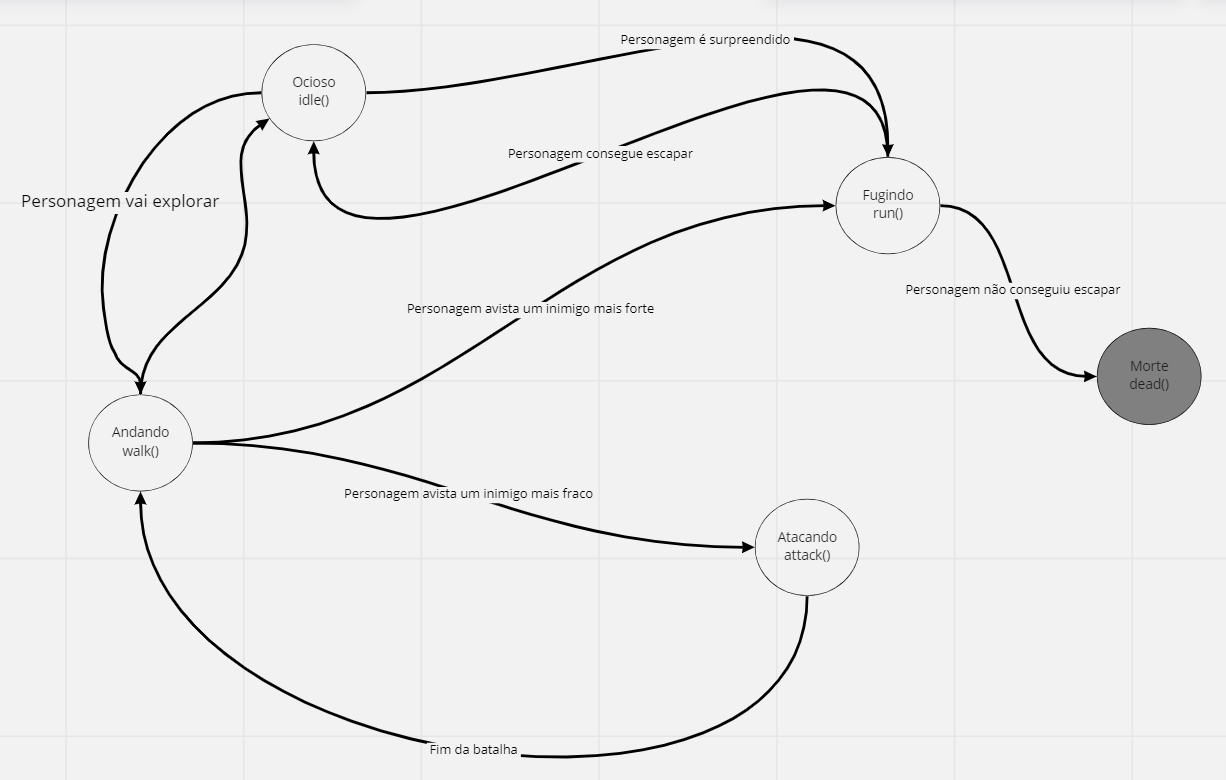 Personagem é surpreendido
Ocioso
idle()
Personagem consegue escapar
Personagem vai explorar
Fugindo
run()
Personagem não conseguiu escapar
Personagem avista um inimigo mais forte
Morte
dead()
Andando
walk()
Personagem avista um inimigo mais fraco
Atacando
attack()
Fim da batalha